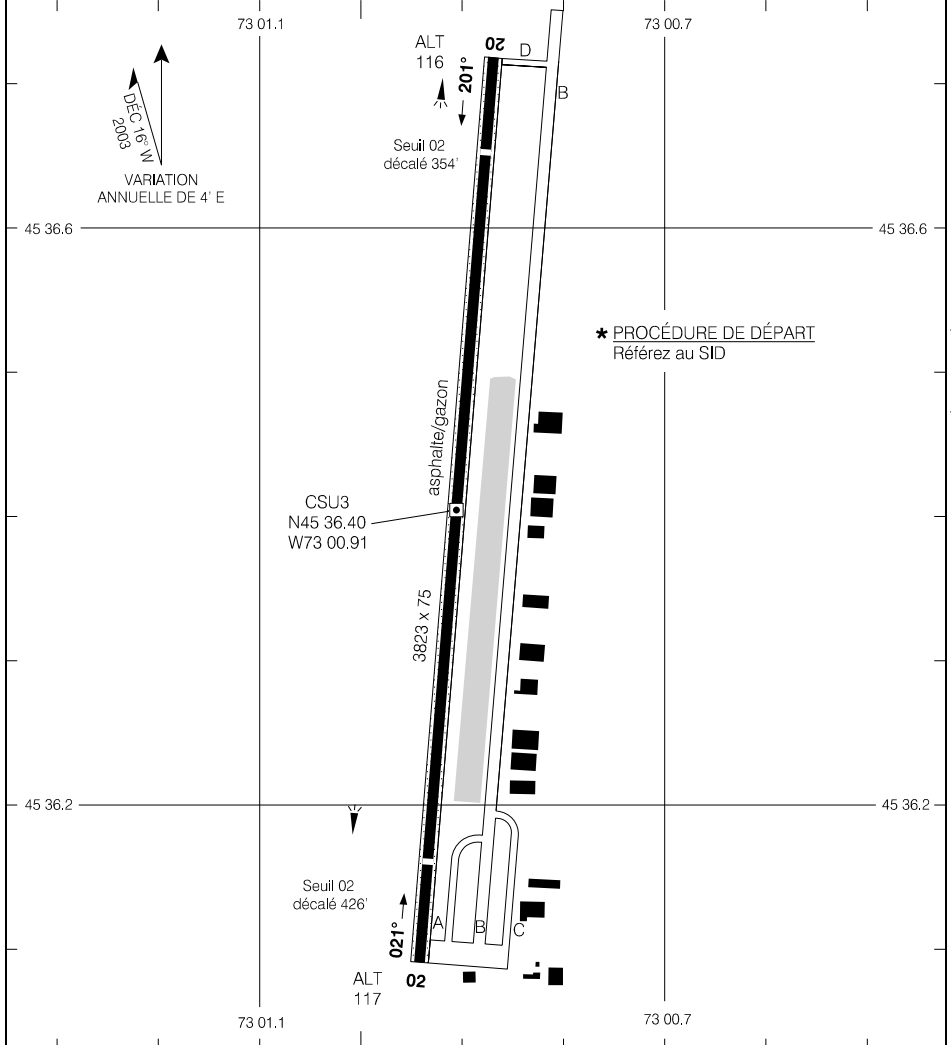 73 01.1
73 00.7
ALT
116
20
D
201°
B
DÉC 16° W
2003
VARIATION
ANNUELLE DE 4' E
Seuil 02
décalé 354'
45 36.6
45 36.6
* PROCÉDURE DE DÉPART
Référez au SID
asphalte/gazon
CSU3
N45 36.40
W73 00.91
3823 x 75
45 36.2
45 36.2
Seuil 02
décalé 426'
021°
A
B
C
ALT
117
02
73 01.1
73 00.7